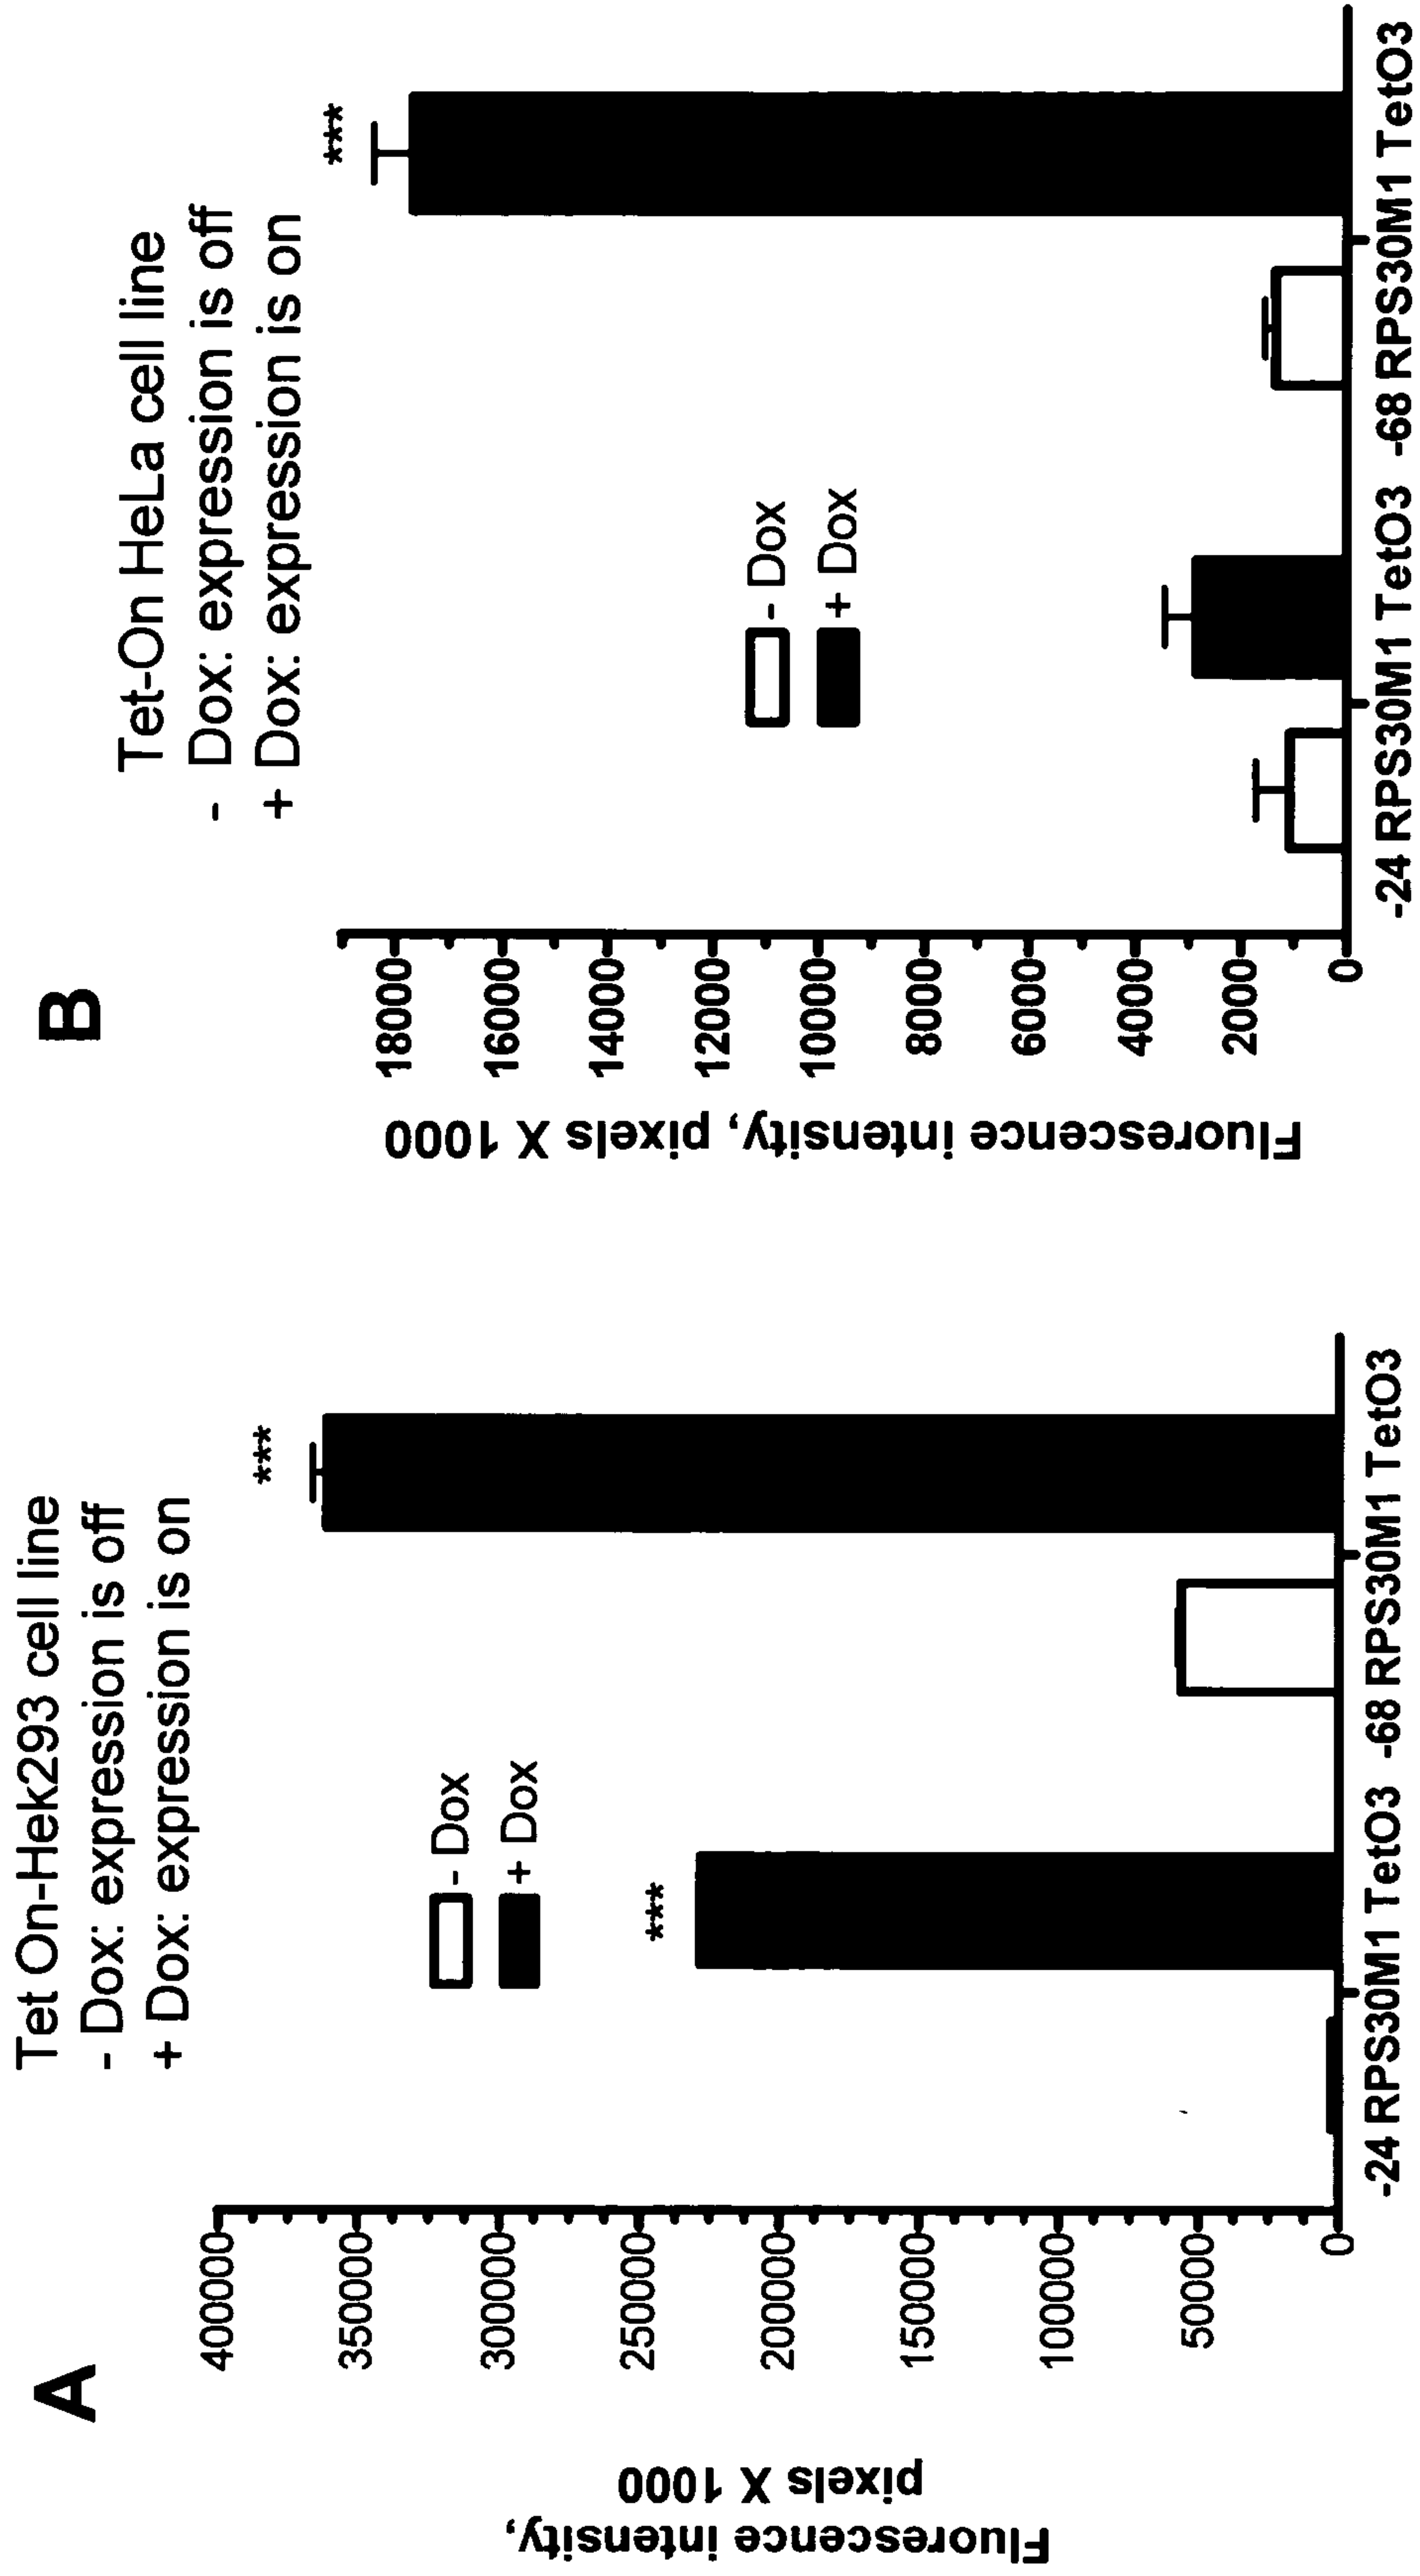 A
Tet On-Hek293 cell line
- Dox: expression is off
+ Dox: expression is on
Fluorescence intensity,
pixels X 1000
400000
350000
300000
250000
200000
150000
100000
50000
0
- Dox
+ Dox
***
***
-24 RPS30M1 TetO3 -68 RPS30M1 TetO3
B
Tet-On HeLa cell line
- Dox: expression is off
+ Dox: expression is on
Fluorescence intensity, pixels X 1000
18000
16000
14000
12000
10000
8000
6000
4000
2000
0
- Dox
+ Dox
***
-24 RPS30M1 TetO3 -68 RPS30M1 TetO3